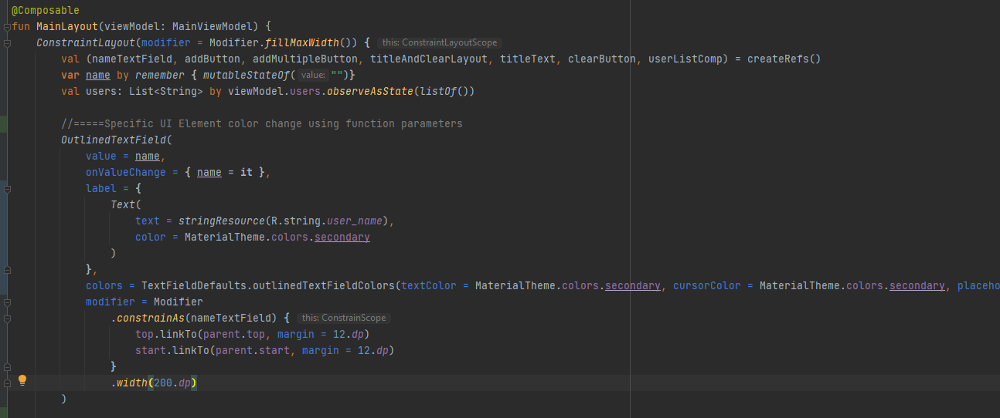 @Composable
fun MainLayout(viewModel: MainViewModel) {
    ConstraintLayout(modifier = Modifier.fillMaxWidth()) { this: ConstraintLayoutScope
        val (nameTextField, addButton, addMultipleButton, titleAndClearLayout, titleText, clearButton, userListComp) = createRefs()
        var name by remember { mutableStateOf( value: "")}
        val users: List<String> by viewModel.users.observeAsState(listOf())
        //=====Specific UI Element color change using function parameters
        OutlinedTextField(
            value = name,
            onValueChange = { name = it },
            label = {
                Text(
                    text = stringResource(R.string.user_name),
                    color = MaterialTheme.colors.secondary
                )
            },
            colors = TextFieldDefaults.outlinedTextFieldColors(textColor = MaterialTheme.colors.secondary, cursorColor = MaterialTheme.colors.secondary, placeho
            modifier = Modifier
                .constrainAs(nameTextField) { this: ConstrainScope
                    top.linkTo(parent.top, margin = 12.dp)
                    start.linkTo(parent.start, margin = 12.dp)
                }
                .width(200.dp)
        )